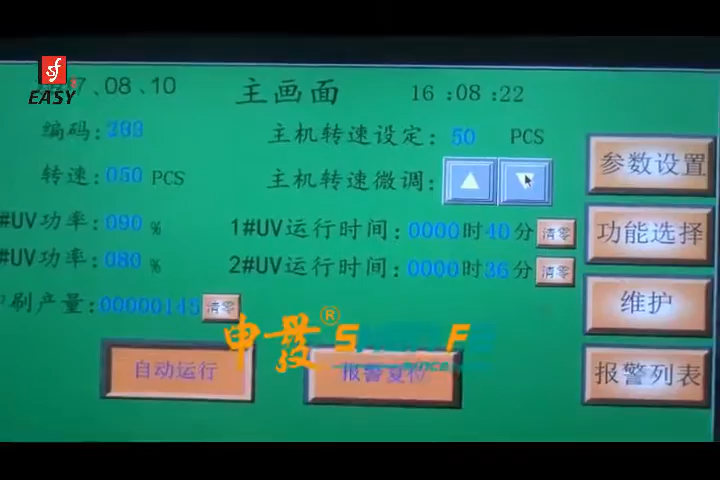 sf
EASY
7.08.10 主画面 16:08:22
编码: 主机转速设定: 50 PCS
转速:050 PCS 主机转速微调:
参数设置
#UV功率:090 % 1#UV运行时间:0000时40分 清零
功能选择
#UV功率:080 % 2#UV运行时间:0000时36分 清零
刷产量:00000145 清零
维护
申发® S F
自动运行 报警复位
报警列表